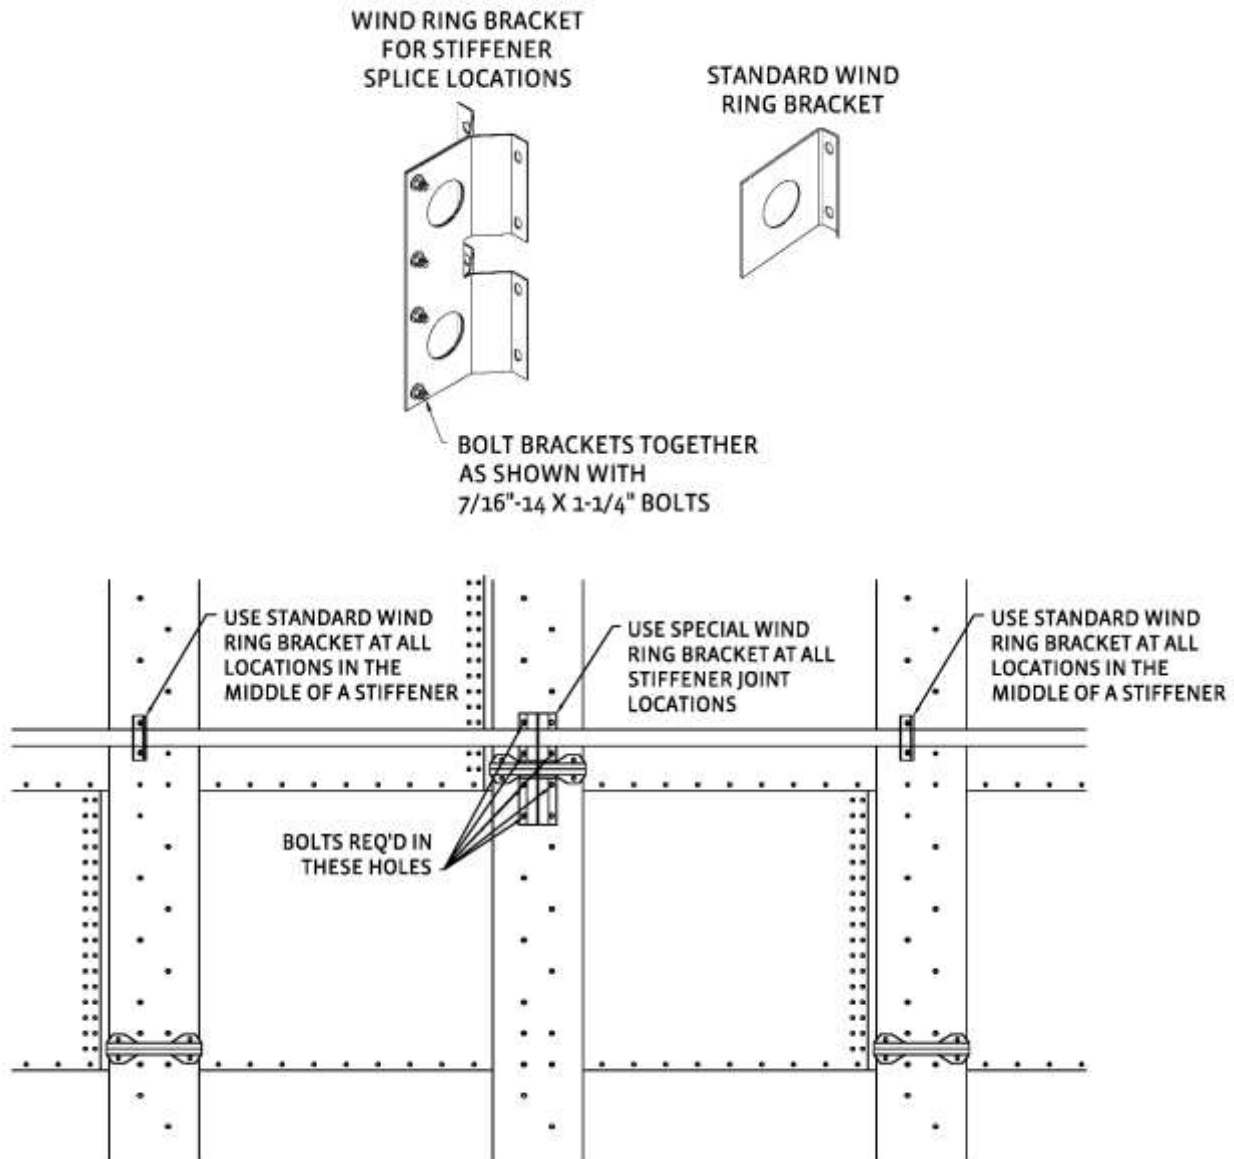 WIND RING BRACKET
FOR STIFFENER
SPLICE LOCATIONS
STANDARD WIND
RING BRACKET
BOLT BRACKETS TOGETHER
AS SHOWN WITH
7/16"-14 X 1-1/4" BOLTS
USE STANDARD WIND
RING BRACKET AT ALL
LOCATIONS IN THE
MIDDLE OF A STIFFENER
USE SPECIAL WIND
RING BRACKET AT ALL
STIFFENER JOINT
LOCATIONS
USE STANDARD WIND
RING BRACKET AT ALL
LOCATIONS IN THE
MIDDLE OF A STIFFENER
BOLTS REQ'D IN
THESE HOLES